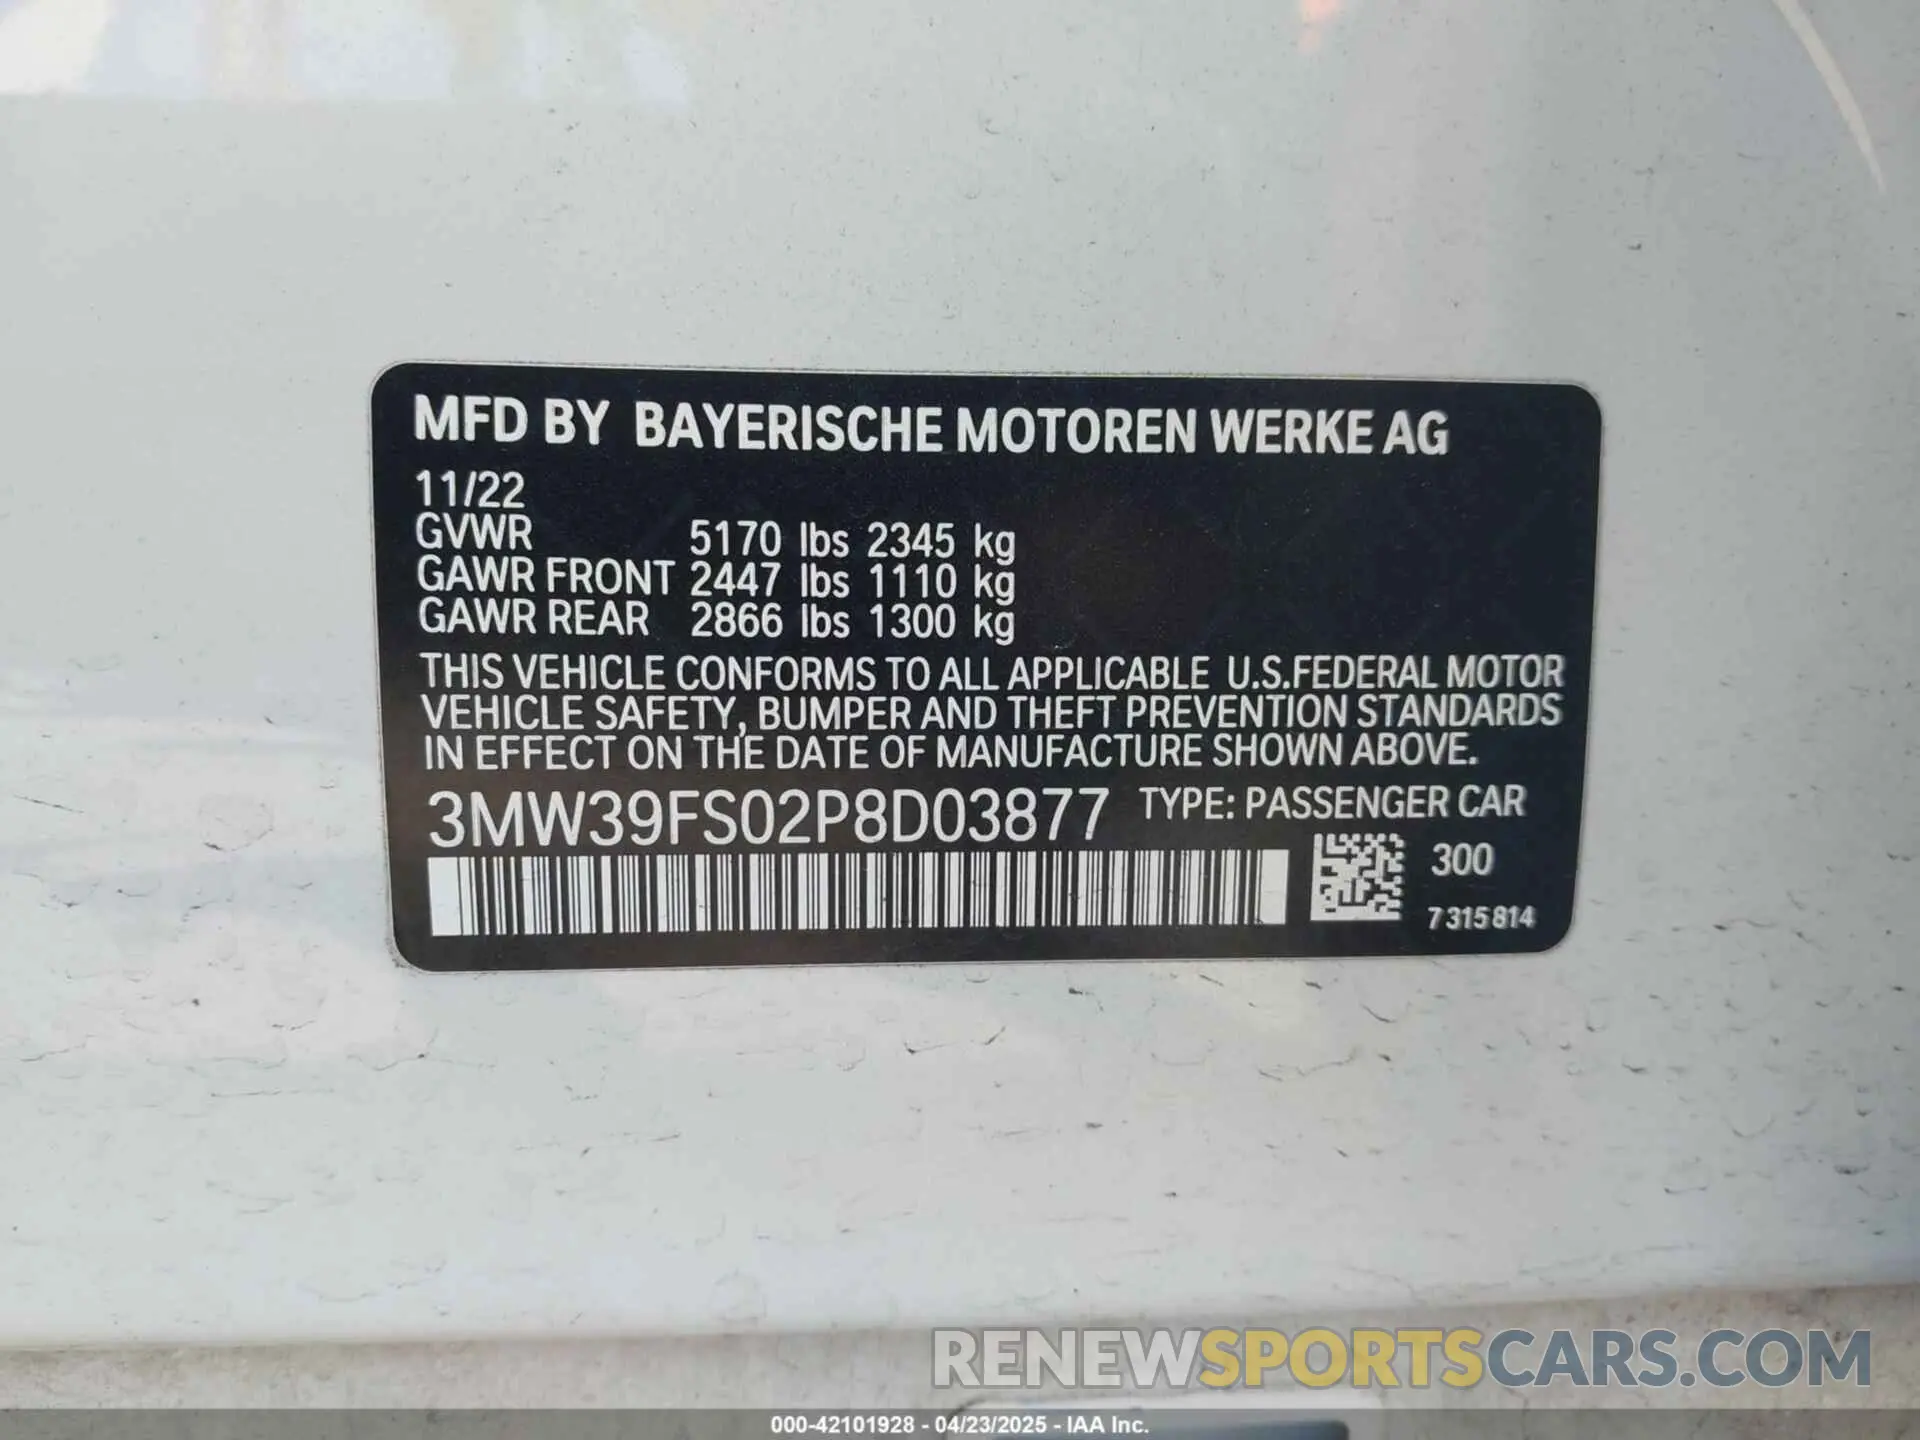 MFD BY BAYERISCHE MOTOREN WERKE AG
11/22
GVWR 5170 lbs 2345 kg
GAWR FRONT 2447 lbs 1110 kg
GAWR REAR 2866 lbs 1300 kg
THIS VEHICLE CONFORMS TO ALL APPLICABLE U.S.FEDERAL MOTOR
VEHICLE SAFETY, BUMPER AND THEFT PREVENTION STANDARDS
IN EFFECT ON THE DATE OF MANUFACTURE SHOWN ABOVE.
3MW39FS02P8D03877 TYPE: PASSENGER CAR
300
7315814
RENEWSPORTSCARS.COM
000-42101928 - 04/23/2025 - IAA Inc.